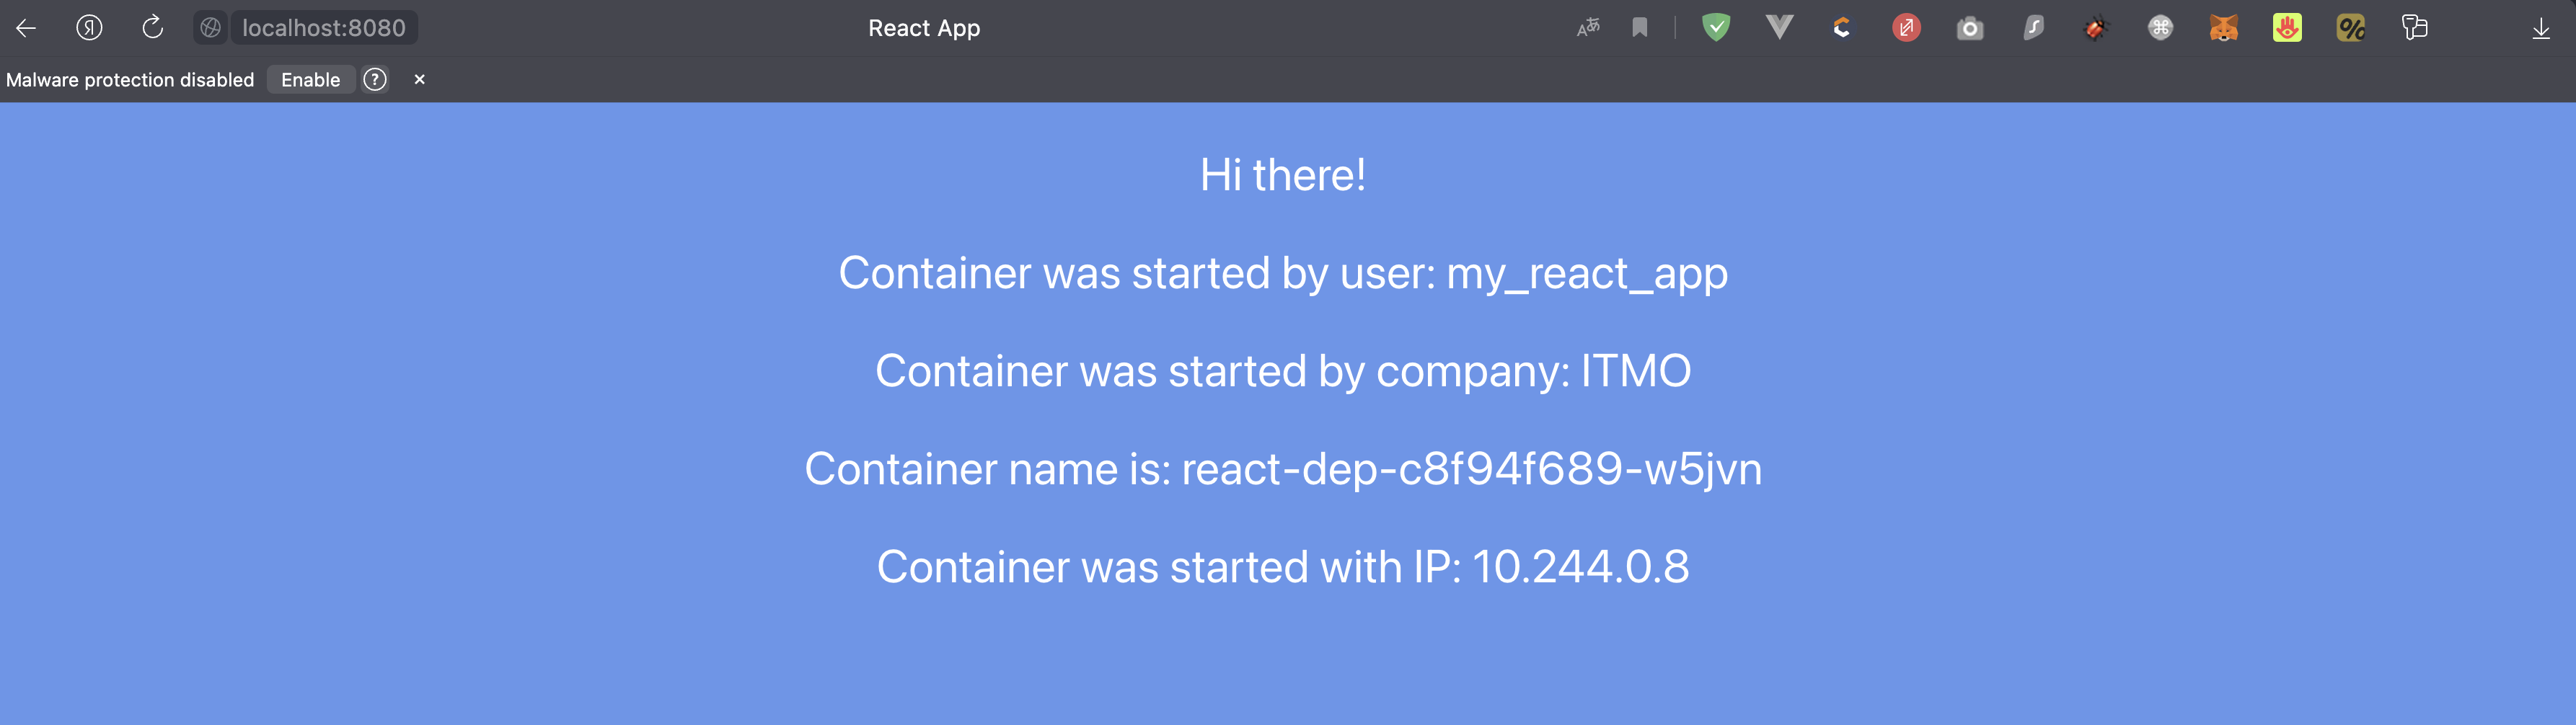 Я localhost:8080 React App
Malware protection disabled Enable ? ×
Hi there!
Container was started by user: my_react_app
Container was started by company: ITMO
Container name is: react-dep-c8f94f689-w5jvn
Container was started with IP: 10.244.0.8